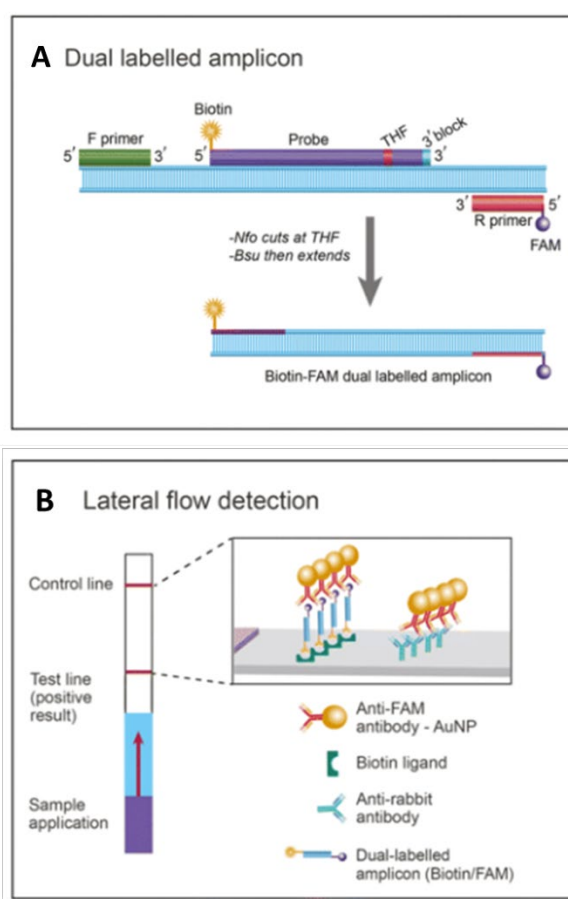 A Dual labelled amplicon
Biotin
F primer
Probe
THF
3′block
5′
3′
5′
3′
3′
5′
R primer
FAM
-Nfo cuts at THF
-Bsu then extends
Biotin-FAM dual labelled amplicon
B Lateral flow detection
Control line
Test line
(positive
result)
Sample
application
Anti-FAM
antibody - AuNP
Biotin ligand
Anti-rabbit
antibody
Dual-labelled
amplicon (Biotin/FAM)